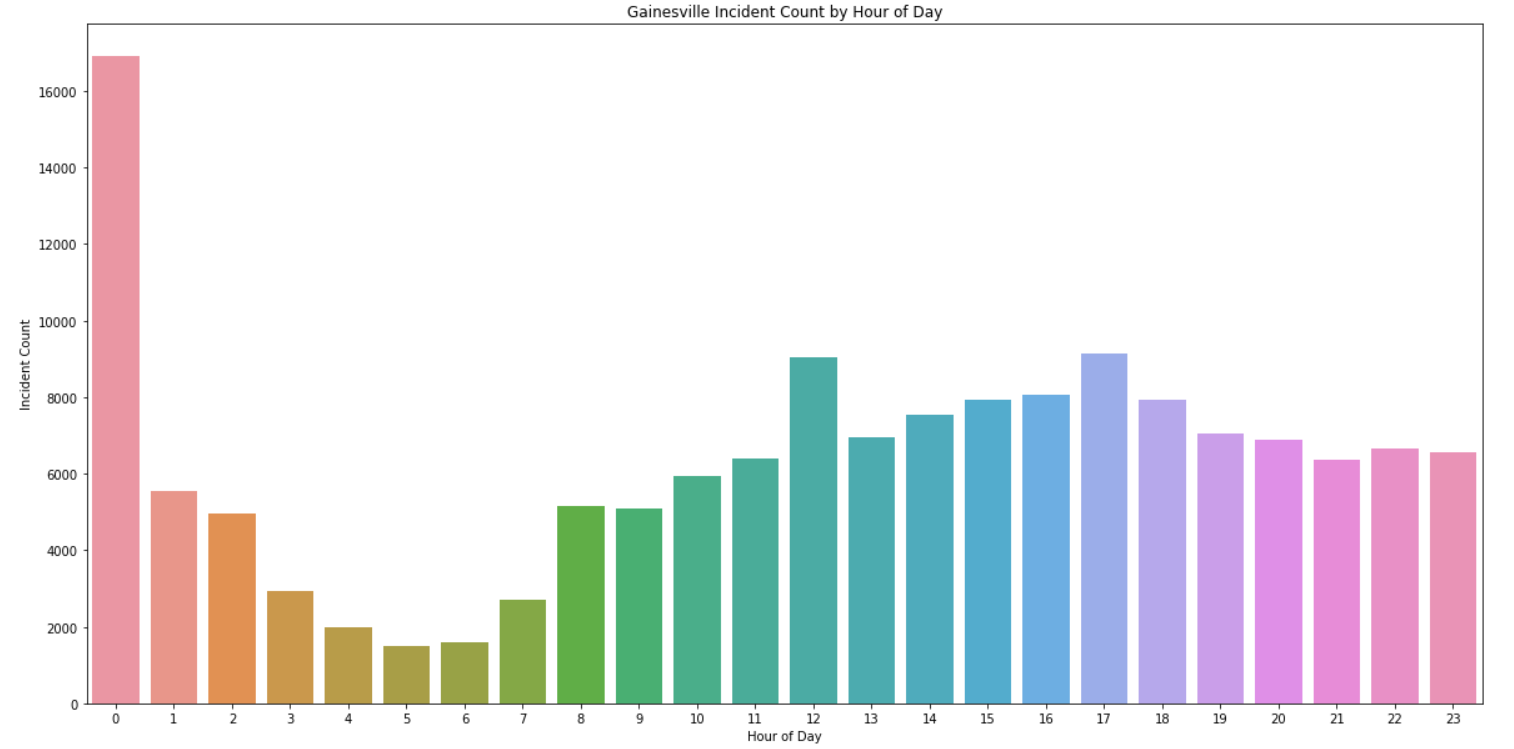 Gainesville Incident Count by Hour of Day
16000
14000
12000
10000
8000
6000
4000
2000
0
Incident Count
0 1 2 3 4 5 6 7 8 9 10 11 12 13 14 15 16 17 18 19 20 21 22 23
Hour of Day